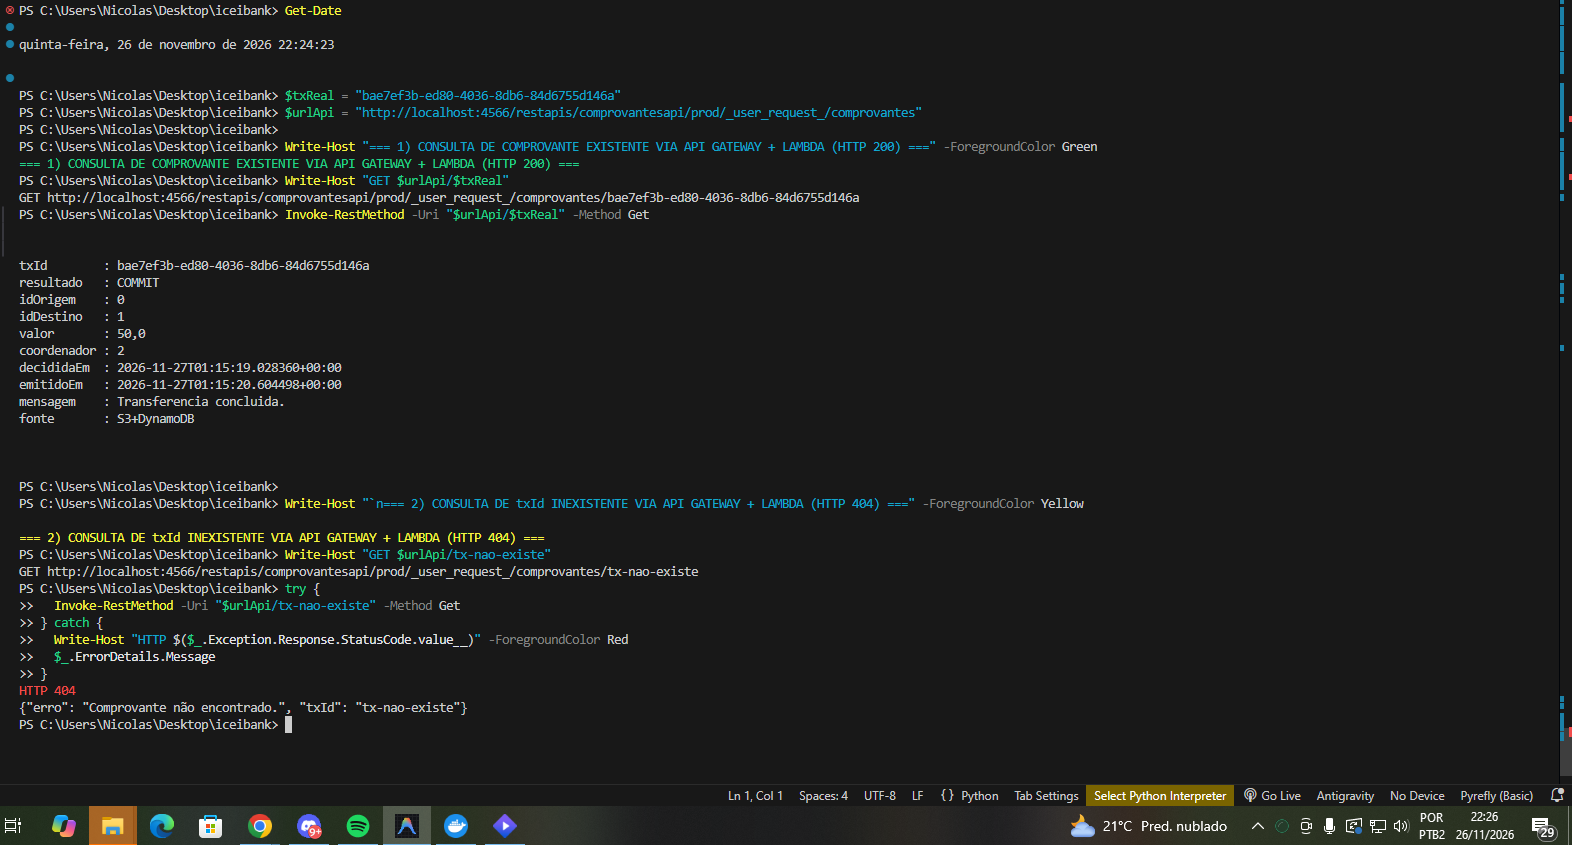 PS C:\Users\Nicolas\Desktop\iceibank> Get-Date
quinta-feira, 26 de novembro de 2026 22:24:23
PS C:\Users\Nicolas\Desktop\iceibank> $txReal = "bae7ef3b-ed80-4036-8db6-84d6755d146a"
PS C:\Users\Nicolas\Desktop\iceibank> $urlApi = "http://localhost:4566/restapis/comprovantesapi/prod/_user_request_/comprovantes"
PS C:\Users\Nicolas\Desktop\iceibank>
PS C:\Users\Nicolas\Desktop\iceibank> Write-Host "=== 1) CONSULTA DE COMPROVANTE EXISTENTE VIA API GATEWAY + LAMBDA (HTTP 200) ===" -ForegroundColor Green
=== 1) CONSULTA DE COMPROVANTE EXISTENTE VIA API GATEWAY + LAMBDA (HTTP 200) ===
PS C:\Users\Nicolas\Desktop\iceibank> Write-Host "GET $urlApi/$txReal"
GET http://localhost:4566/restapis/comprovantesapi/prod/_user_request_/comprovantes/bae7ef3b-ed80-4036-8db6-84d6755d146a
PS C:\Users\Nicolas\Desktop\iceibank> Invoke-RestMethod -Uri "$urlApi/$txReal" -Method Get
txId : bae7ef3b-ed80-4036-8db6-84d6755d146a
resultado : COMMIT
idOrigem : 0
idDestino : 1
valor : 50,0
coordenador : 2
decididaEm : 2026-11-27T01:15:19.028360+00:00
emitidoEm : 2026-11-27T01:15:20.604498+00:00
mensagem : Transferencia concluida.
fonte : S3+DynamoDB
PS C:\Users\Nicolas\Desktop\iceibank>
PS C:\Users\Nicolas\Desktop\iceibank> Write-Host "`n=== 2) CONSULTA DE txId INEXISTENTE VIA API GATEWAY + LAMBDA (HTTP 404) ===" -ForegroundColor Yellow
=== 2) CONSULTA DE txId INEXISTENTE VIA API GATEWAY + LAMBDA (HTTP 404) ===
PS C:\Users\Nicolas\Desktop\iceibank> Write-Host "GET $urlApi/tx-nao-existe"
GET http://localhost:4566/restapis/comprovantesapi/prod/_user_request_/comprovantes/tx-nao-existe
PS C:\Users\Nicolas\Desktop\iceibank> try {
>> Invoke-RestMethod -Uri "$urlApi/tx-nao-existe" -Method Get
>> } catch {
>> Write-Host "HTTP $($_.Exception.Response.StatusCode.value__)" -ForegroundColor Red
>> $_.ErrorDetails.Message
>> }
HTTP 404
{"erro": "Comprovante não encontrado.", "txId": "tx-nao-existe"}
PS C:\Users\Nicolas\Desktop\iceibank>
Ln 1, Col 1 Spaces: 4 UTF-8 LF {} Python Tab Settings Select Python Interpreter Go Live Antigravity No Device Pyrefly (Basic)
9+ 21°C Pred. nublado POR 22:26
PTB2 26/11/2026 29